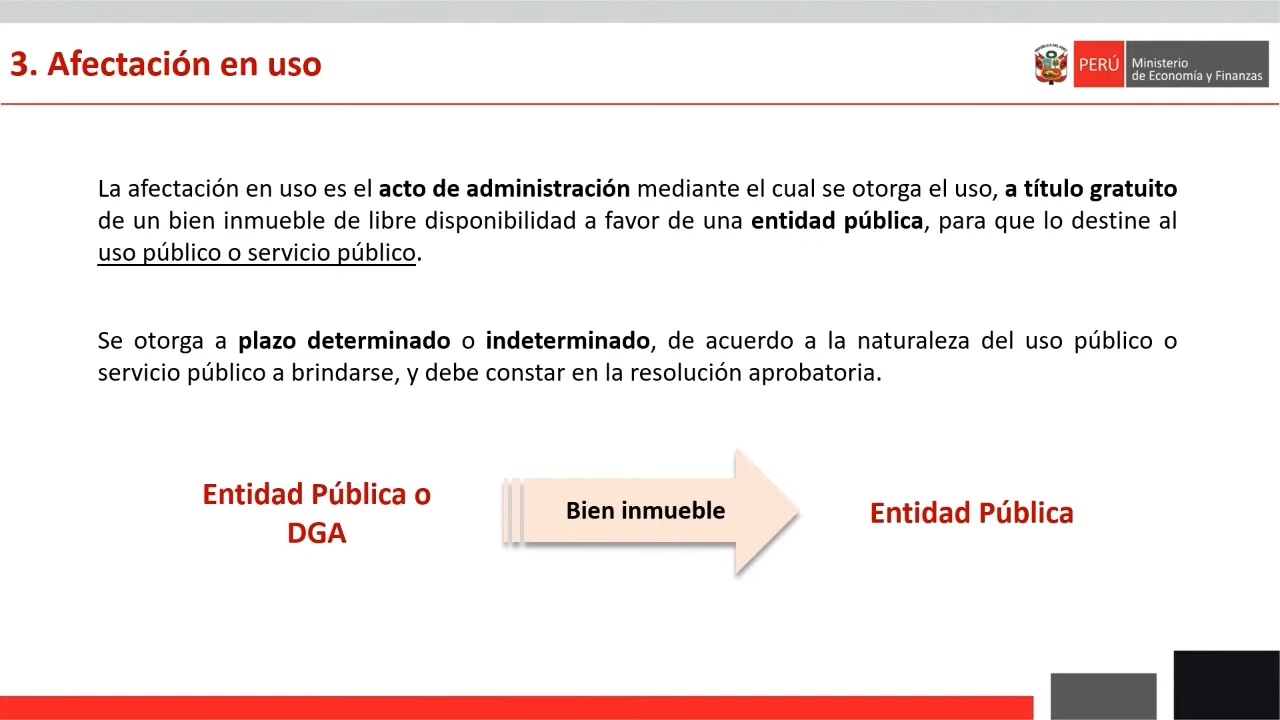 3. Afectación en uso
PERÚ
Ministerio
de Economía y Finanzas
La afectación en uso es el acto de administración mediante el cual se otorga el uso, a título gratuito
de un bien inmueble de libre disponibilidad a favor de una entidad pública, para que lo destine al
uso público o servicio público.
Se otorga a plazo determinado o indeterminado, de acuerdo a la naturaleza del uso público o
servicio público a brindarse, y debe constar en la resolución aprobatoria.
Entidad Pública o
DGA
Bien inmueble
Entidad Pública